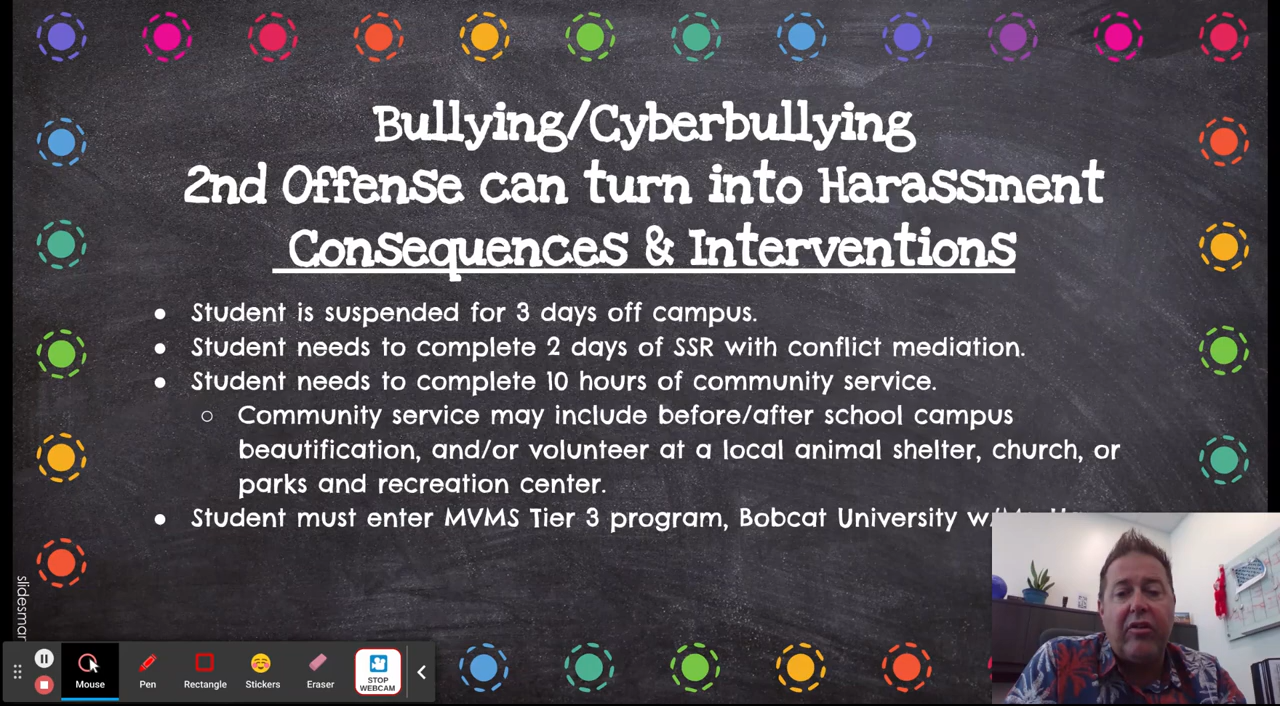 Bullying/Cyberbullying
2nd Offense can turn into Harassment
Consequences & Interventions
● Student is suspended for 3 days off campus.
● Student needs to complete 2 days of SSR with conflict mediation.
● Student needs to complete 10 hours of community service.
○ Community service may include before/after school campus
beautification, and/or volunteer at a local animal shelter, church, or
parks and recreation center.
● Student must enter MVMS Tier 3 program, Bobcat University
slidesman
Mouse
Pen
Rectangle
Stickers
Eraser
STOP
WEBCAM